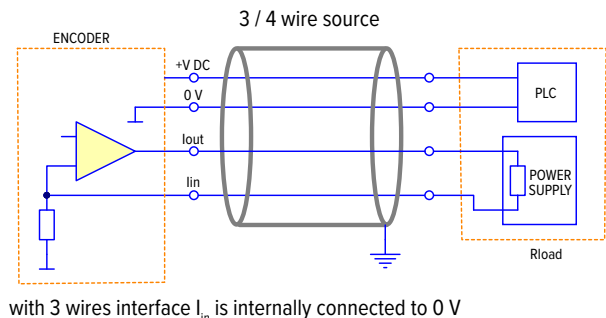 3 / 4 wire source
ENCODER
+V DC
0 V
PLC
Iout
POWER
SUPPLY
Iin
Rload
with 3 wires interface Iin is internally connected to 0 V